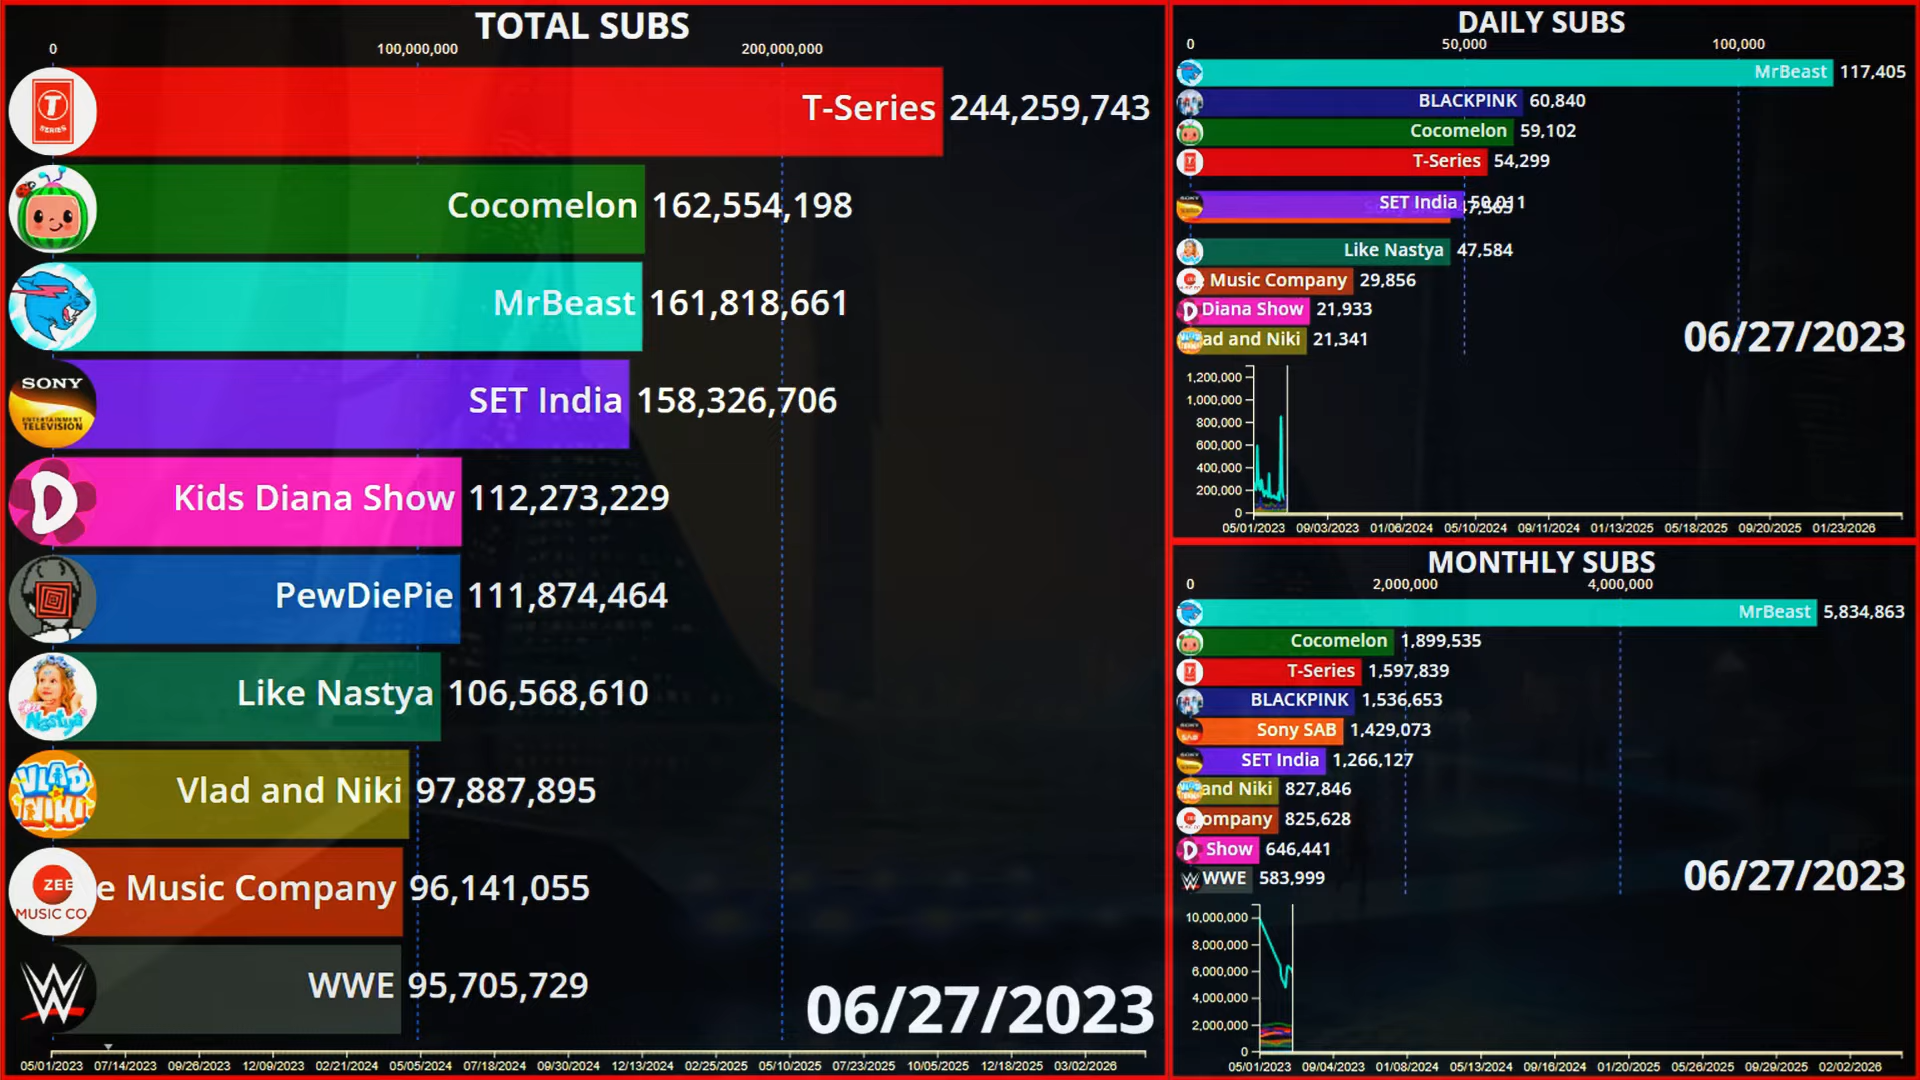 TOTAL SUBS
0 100,000,000 200,000,000
T SERIES
T-Series 244,259,743
Cocomelon 162,554,198
MrBeast 161,818,661
SONY ENTERTAINMENT TELEVISION
SET India 158,326,706
D
Kids Diana Show 112,273,229
PewDiePie 111,874,464
Nastya
Like Nastya 106,568,610
VLAD NIKI
Vlad and Niki 97,887,895
ZEE MUSIC CO.
e Music Company 96,141,055
W
WWE 95,705,729
06/27/2023
05/01/2023 07/14/2023 09/26/2023 12/09/2023 02/21/2024 05/05/2024 07/18/2024 09/30/2024 12/13/2024 02/25/2025 05/10/2025 07/23/2025 10/05/2025 12/18/2025 03/02/2026
DAILY SUBS
0 50,000 100,000
MrBeast 117,405
BLACKPINK 60,840
Cocomelon 59,102
T-Series 54,299
SET India 50,011
Like Nastya 47,584
Music Company 29,856
Diana Show 21,933
ad and Niki 21,341
06/27/2023
1,200,000
1,000,000
800,000
600,000
400,000
200,000
0
05/01/2023 09/03/2023 01/06/2024 05/10/2024 09/11/2024 01/13/2025 05/18/2025 09/20/2025 01/23/2026
MONTHLY SUBS
0 2,000,000 4,000,000
MrBeast 5,834,863
Cocomelon 1,899,535
T-Series 1,597,839
BLACKPINK 1,536,653
Sony SAB 1,429,073
SET India 1,266,127
and Niki 827,846
ompany 825,628
Show 646,441
WWE 583,999
06/27/2023
10,000,000
8,000,000
6,000,000
4,000,000
2,000,000
0
05/01/2023 09/04/2023 01/08/2024 05/13/2024 09/16/2024 01/20/2025 05/26/2025 09/29/2025 02/02/2026